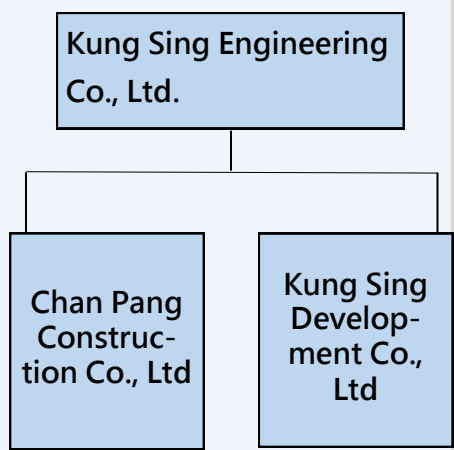 Kung Sing Engineering
Co., Ltd.
Chan Pang
Construc-
tion Co., Ltd
Kung Sing
Develop-
ment Co.,
Ltd